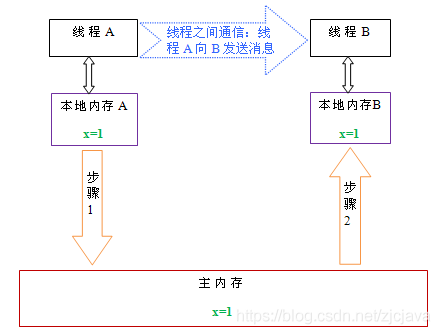 线程 A
线程之间通信：线
程 A 向 B 发送消息
线程 B
本地内存 A
x=1
本地内存B
x=1
步
骤
1
步
骤
2
主内存
x=1
https://blog.csdn.net/zjcjava